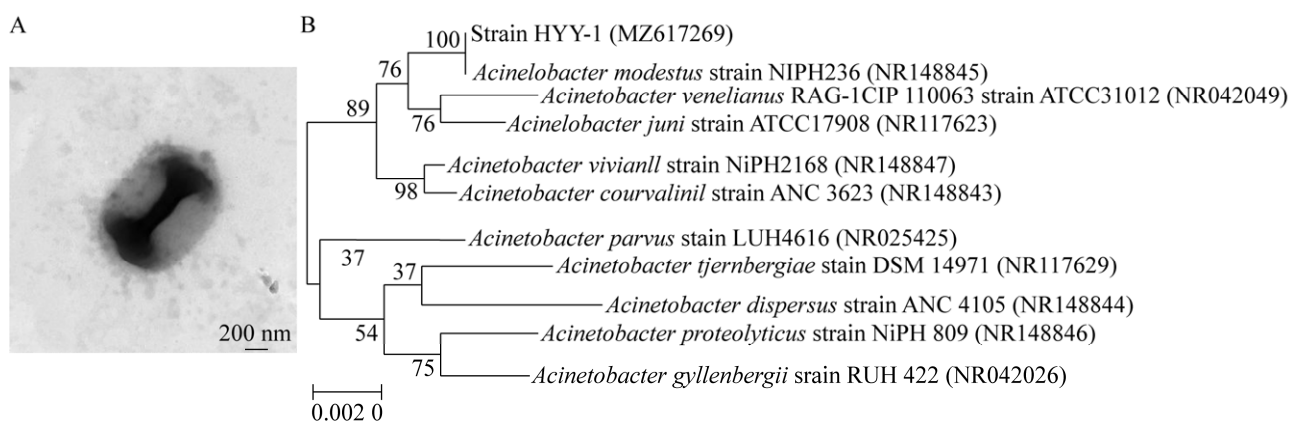 A
B
100
Strain HYY-1 (MZ617269)
76
Acinelobacter modestus strain NIPH236 (NR148845)
Acinetobacter venelianus RAG-1CIP 110063 strain ATCC31012 (NR042049)
89
76
Acinelobacter juni strain ATCC17908 (NR117623)
Acinetobacter vivianll strain NiPH2168 (NR148847)
98
Acinetobacter courvalinil strain ANC 3623 (NR148843)
Acinetobacter parvus stain LUH4616 (NR025425)
37
37
Acinetobacter tjernbergiae stain DSM 14971 (NR117629)
Acinetobacter dispersus strain ANC 4105 (NR148844)
200 nm
54
Acinetobacter proteolyticus strain NiPH 809 (NR148846)
75
Acinetobacter gyllenbergii srain RUH 422 (NR042026)
0.002 0